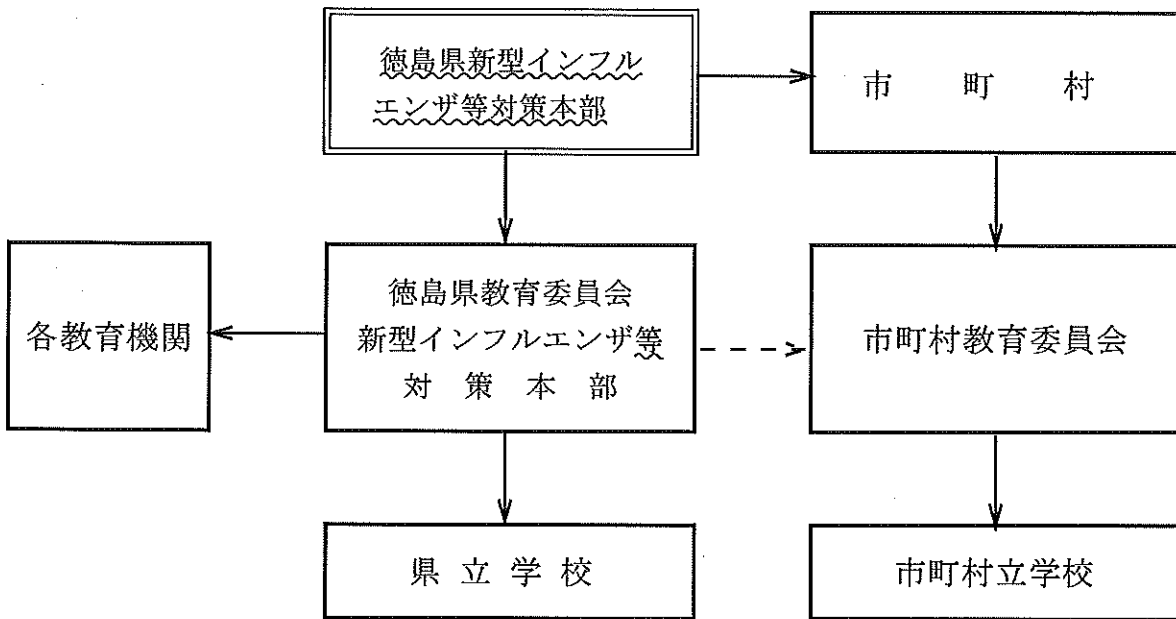 徳島県新型インフル
エンザ等対策本部
市　町　村
各教育機関
徳島県教育委員会
新型インフルエンザ等
対　策　本　部
市町村教育委員会
県 立 学 校
市町村立学校